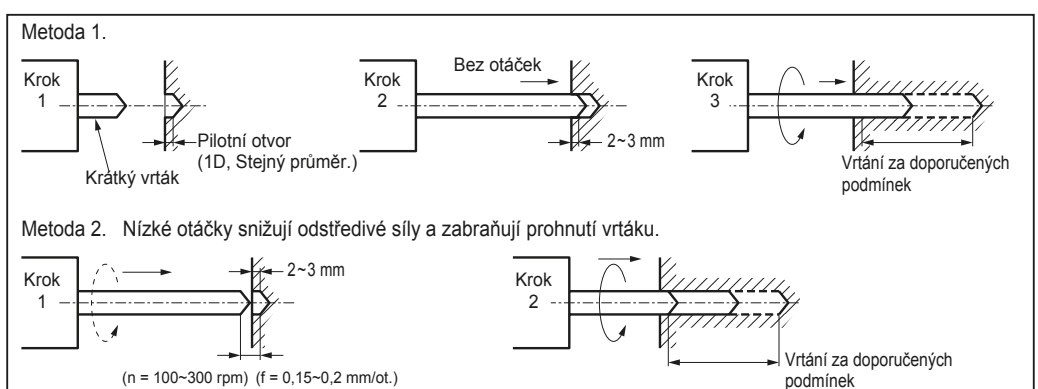 Metoda 1.
Krok
1
Pilotní otvor
(1D, Stejný průměr.)
Krátký vrták
Krok
2
Bez otáček
2~3 mm
Krok
3
Vrtání za doporučených
podmínek
Metoda 2. Nízké otáčky snižují odstředivé síly a zabraňují prohnutí vrtáku.
Krok
1
2~3 mm
(n = 100~300 rpm) (f = 0,15~0,2 mm/ot.)
Krok
2
Vrtání za doporučených
podmínek